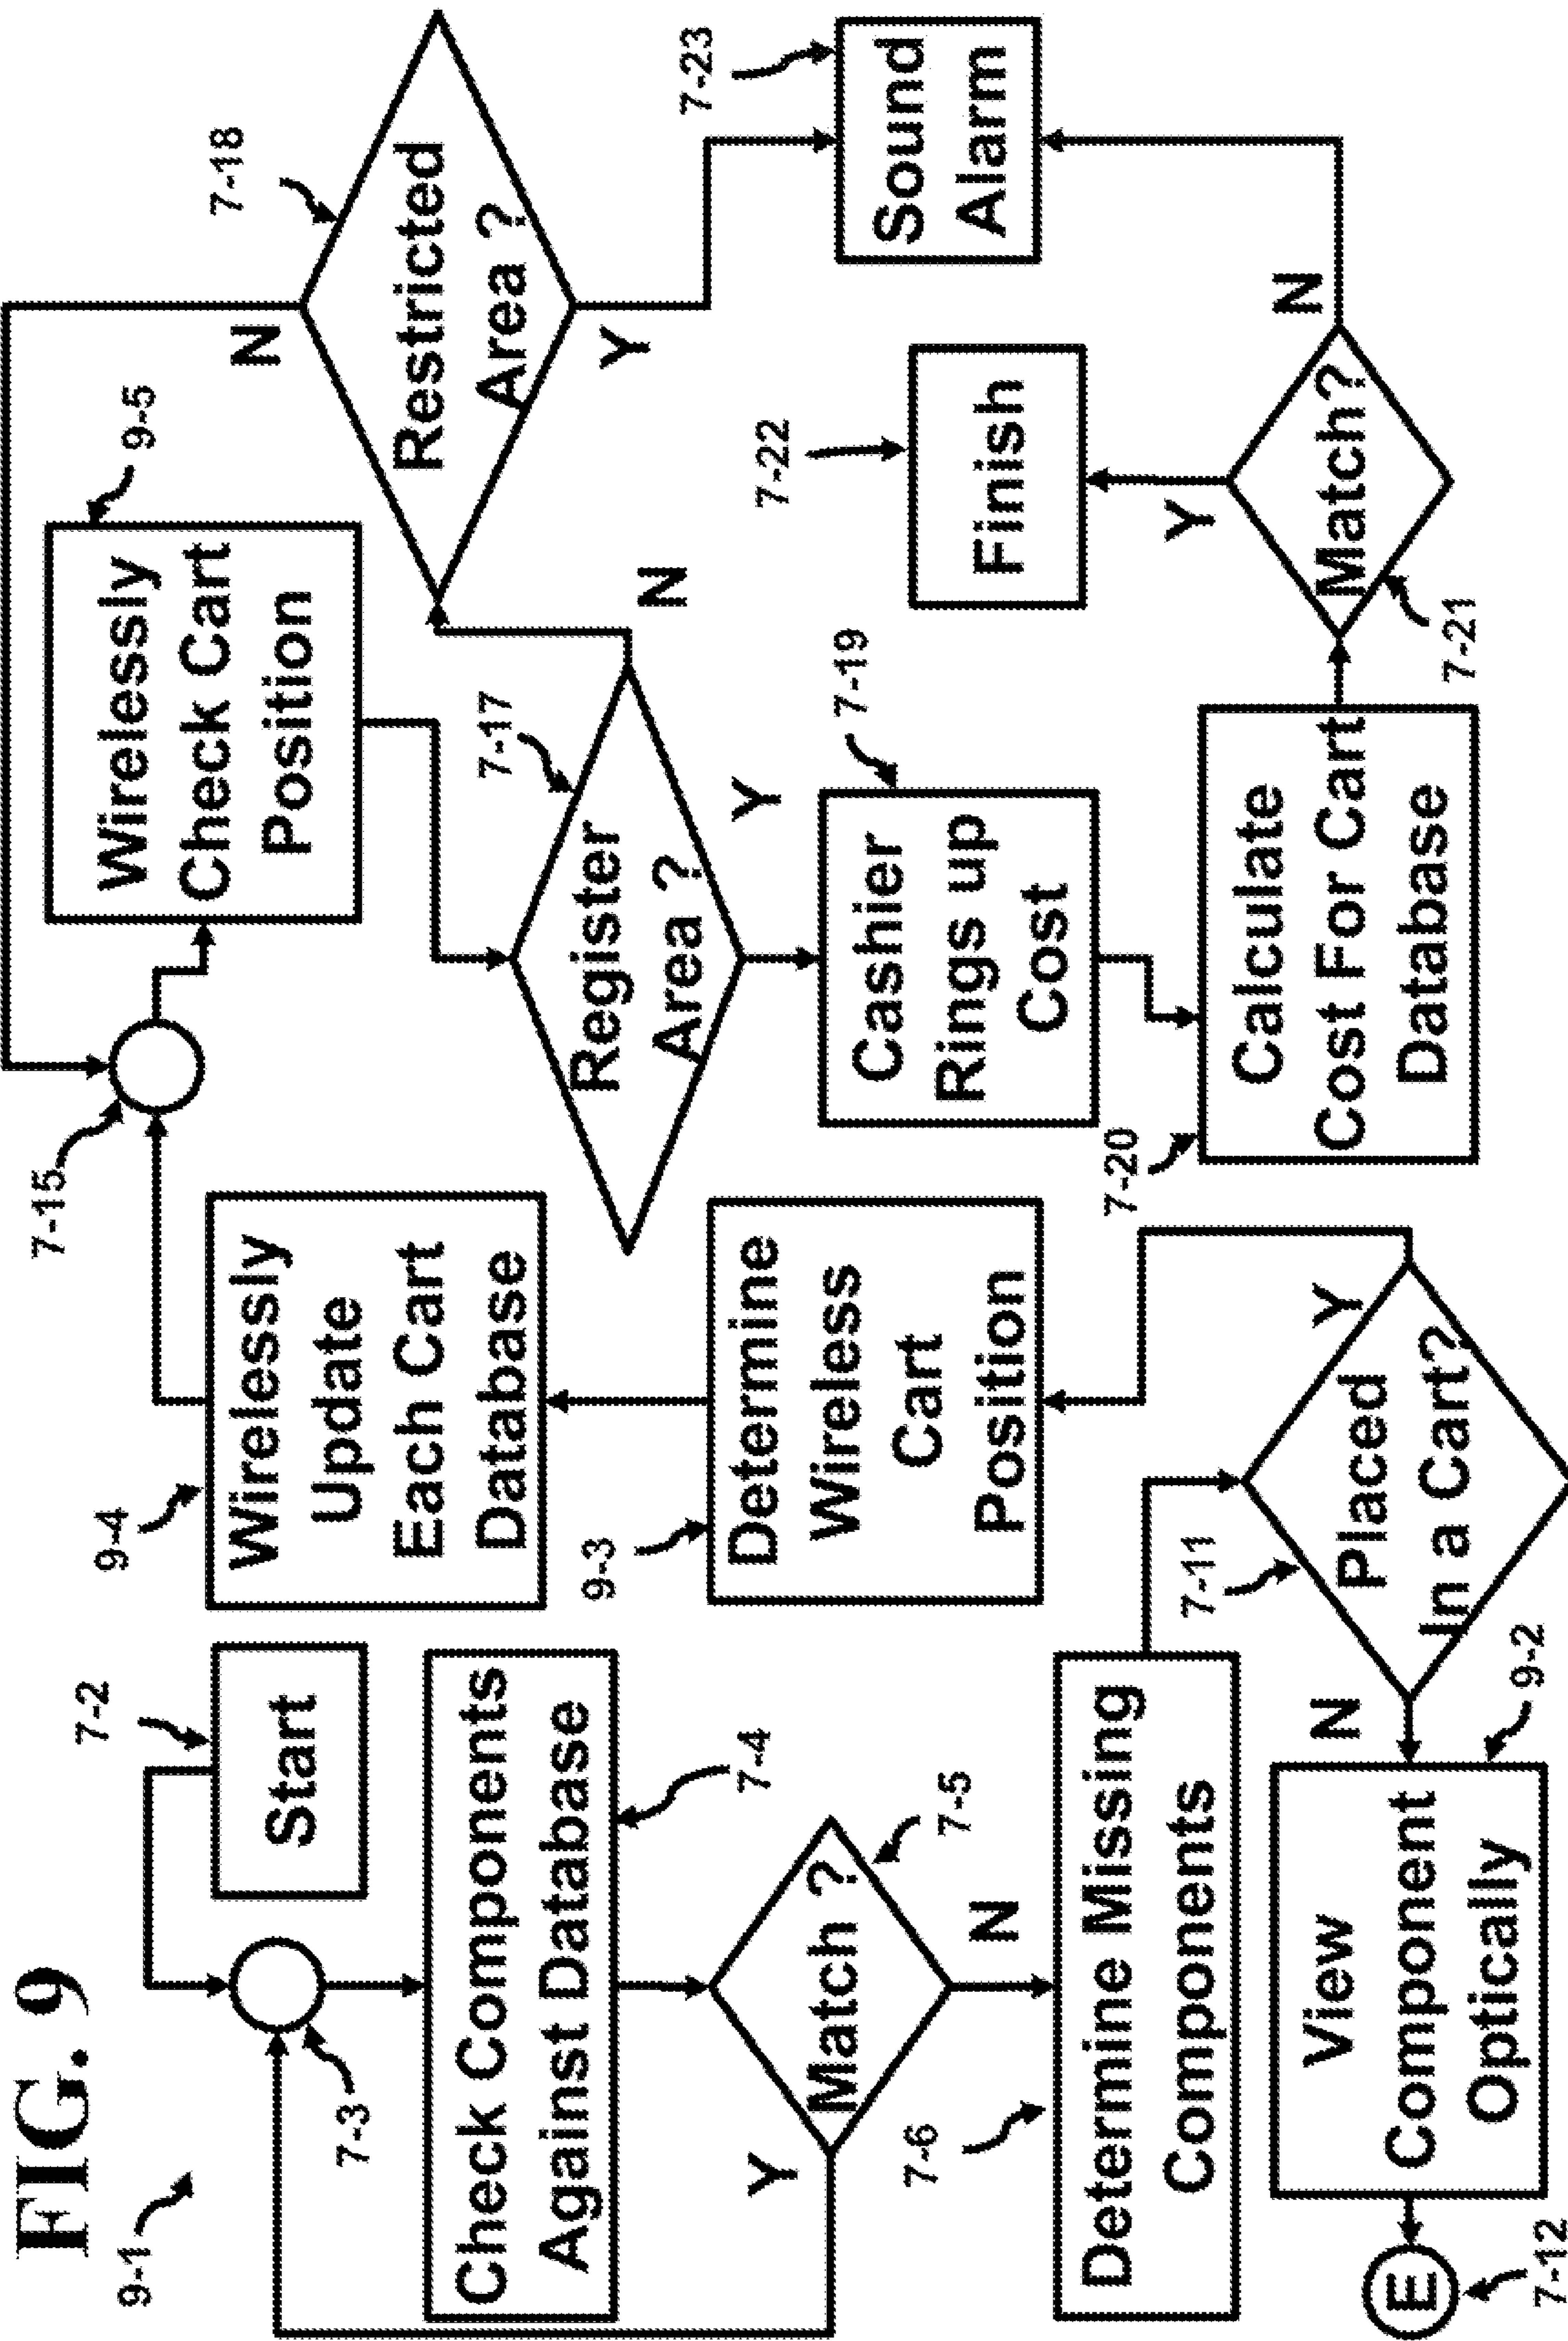 FIG. 9
9-1
7-2
Start
7-3
Check Components
Against Database
7-4
Match ?
7-5
Y
N
7-6
Determine Missing
Components
7-11
Placed
In a Cart?
N
Y
9-2
View
Component
Optically
E
7-12
9-3
Determine
Wireless
Cart
Position
9-4
Wirelessly
Update
Each Cart
Database
7-15
9-5
Wirelessly
Check Cart
Position
7-17
Register
Area ?
N
Y
7-18
Restricted
Area ?
N
Y
7-19
Cashier
Rings up
Cost
7-20
Calculate
Cost For Cart
Database
7-21
Match?
Y
N
7-22
Finish
7-23
Sound
Alarm